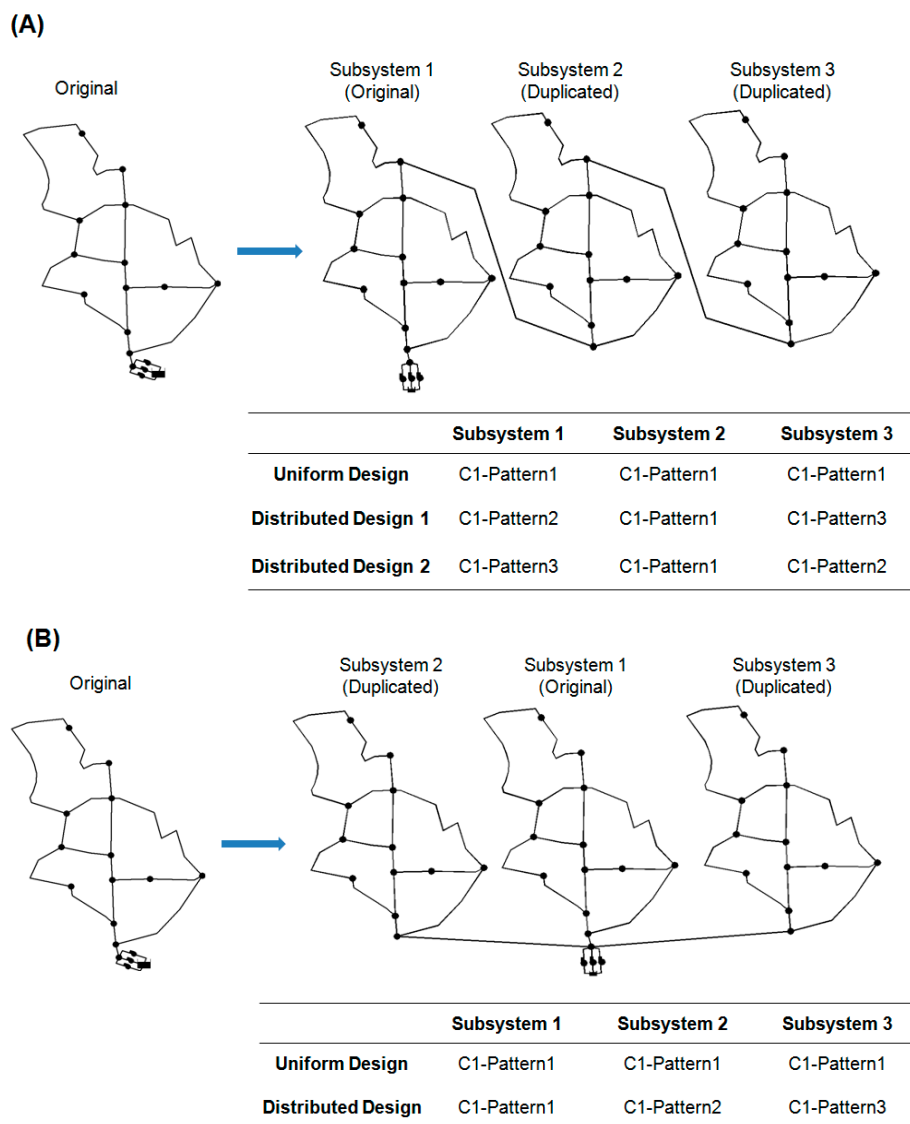 (A)
Original
Subsystem 1
(Original)
Subsystem 2
(Duplicated)
Subsystem 3
(Duplicated)
Subsystem 1 Subsystem 2 Subsystem 3
Uniform Design C1-Pattern1 C1-Pattern1 C1-Pattern1
Distributed Design 1 C1-Pattern2 C1-Pattern1 C1-Pattern3
Distributed Design 2 C1-Pattern3 C1-Pattern1 C1-Pattern2
(B)
Original
Subsystem 2
(Duplicated)
Subsystem 1
(Original)
Subsystem 3
(Duplicated)
Subsystem 1 Subsystem 2 Subsystem 3
Uniform Design C1-Pattern1 C1-Pattern1 C1-Pattern1
Distributed Design C1-Pattern1 C1-Pattern2 C1-Pattern3